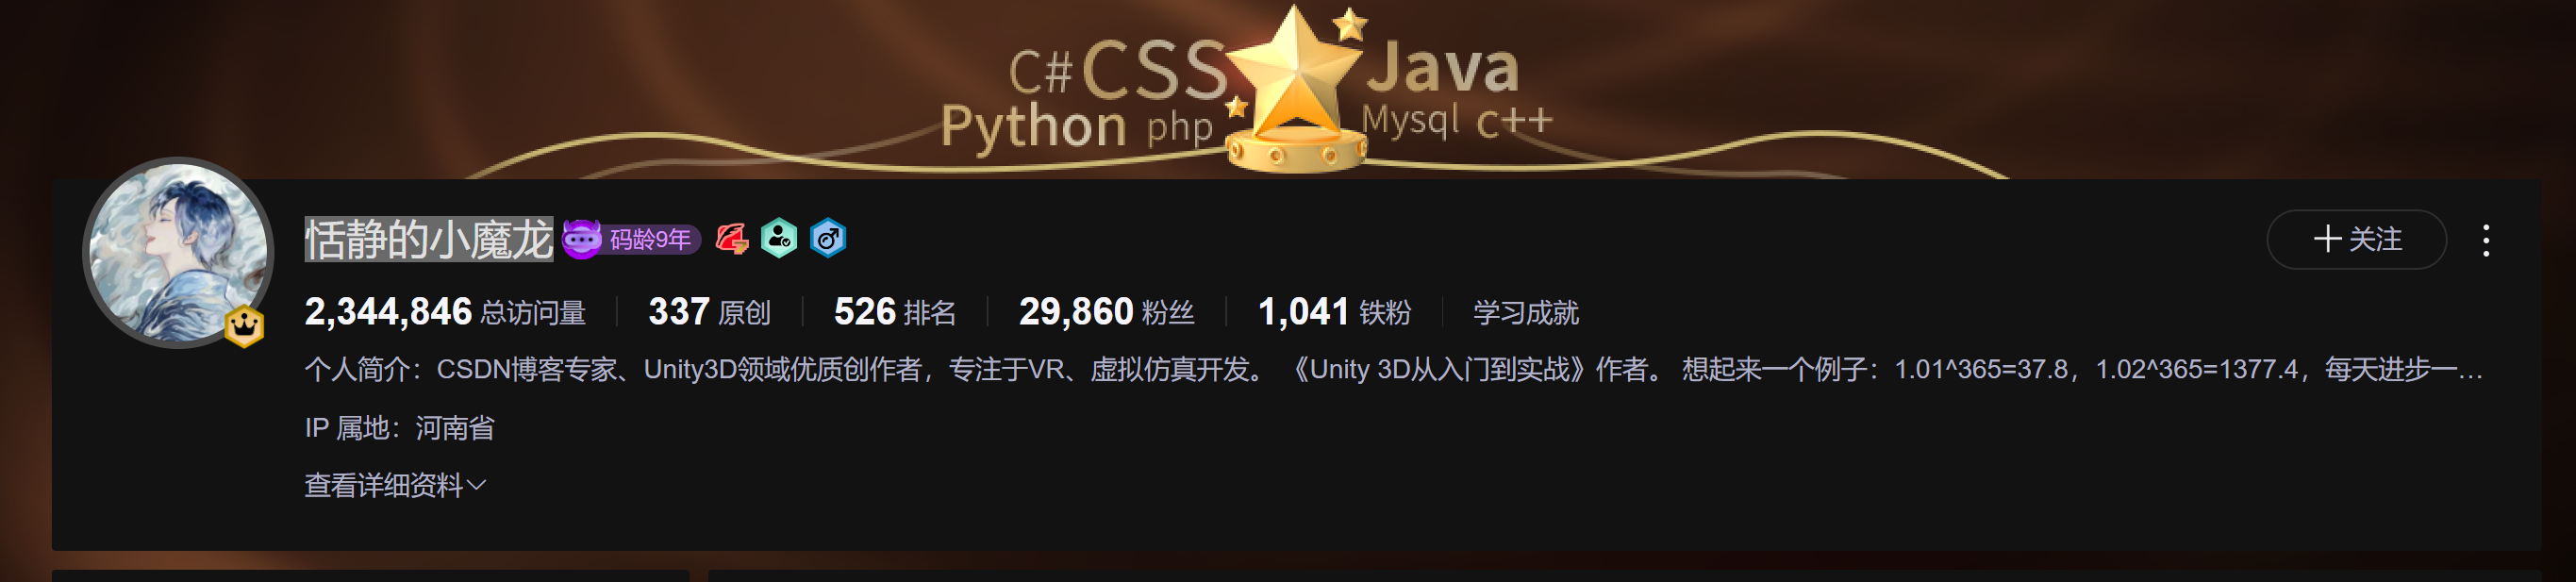 C# CSS Java
Python php Mysql c++
恬静的小魔龙 码龄9年
+ 关注
2,344,846 总访问量 337 原创 526 排名 29,860 粉丝 1,041 铁粉 学习成就
个人简介：CSDN博客专家、Unity3D领域优质创作者，专注于VR、虚拟仿真开发。 《Unity 3D从入门到实战》作者。 想起来一个例子：1.01^365=37.8，1.02^365=1377.4，每天进步一…
IP 属地：河南省
查看详细资料